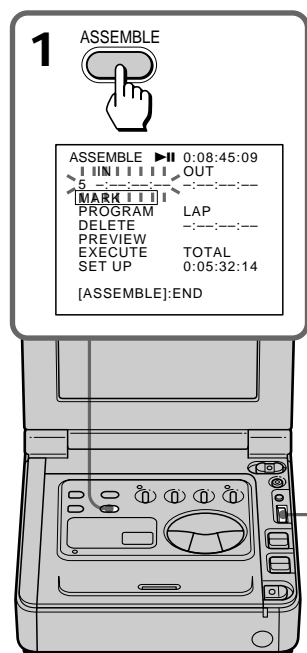 1
ASSEMBLE
ASSEMBLE ▶II 0:08:45:09
IN OUT
5 –:––:––:–– –:––:––:––
MARK
PROGRAM LAP
DELETE –:––:––:––
PREVIEW
EXECUTE TOTAL
SET UP 0:05:32:14
[ASSEMBLE]:END